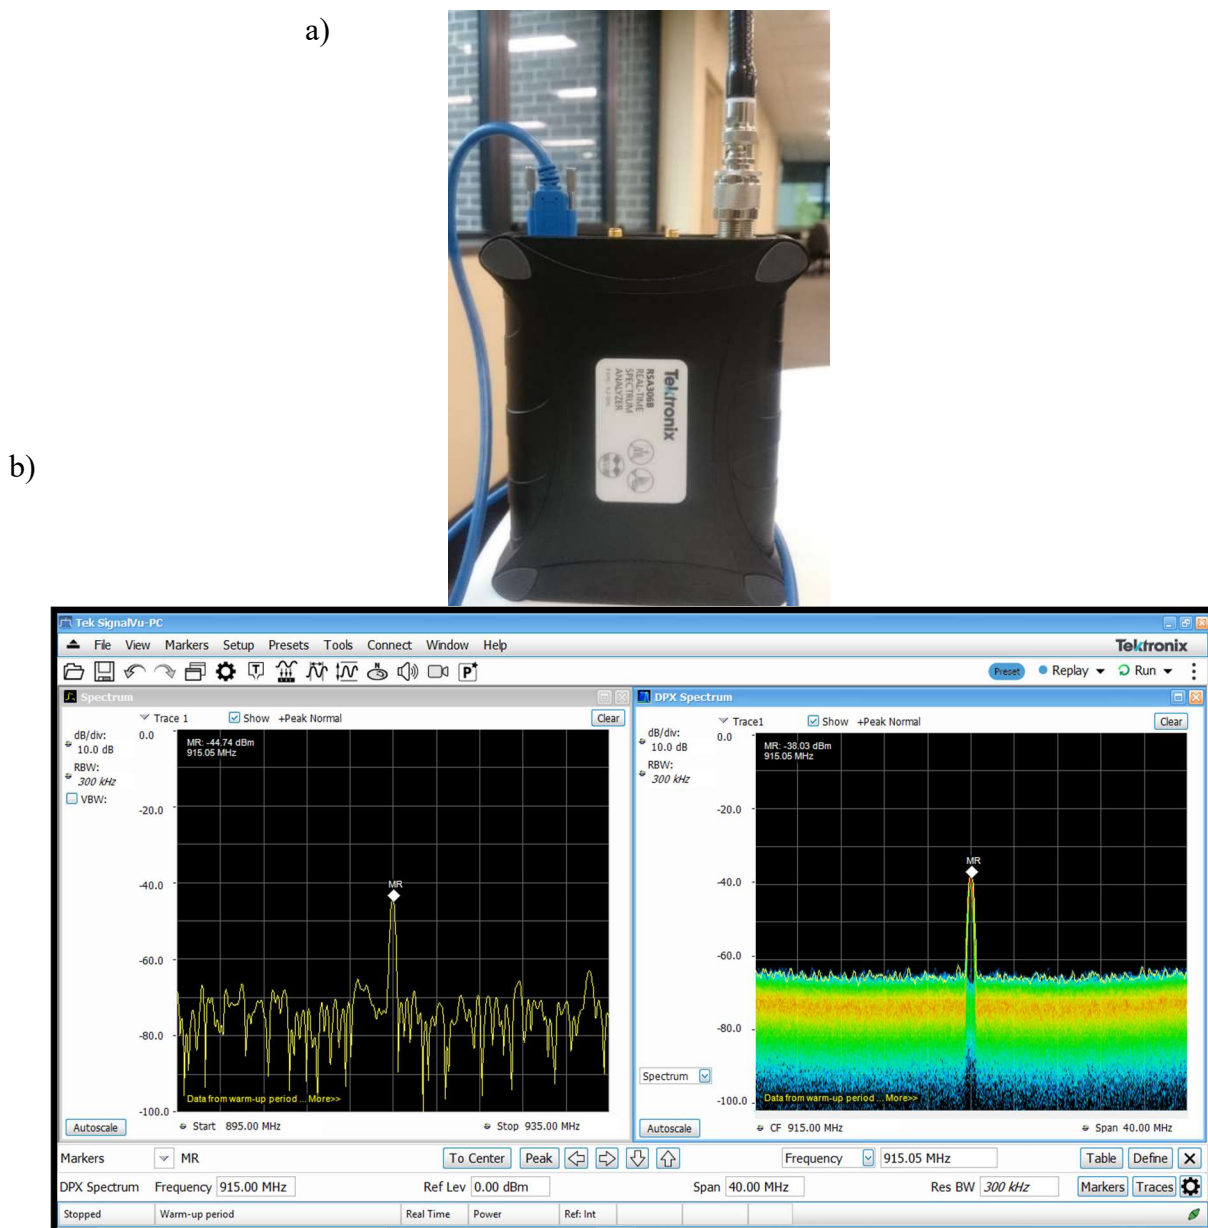 a)
Tektronix
RSA306B
REAL-TIME
SPECTRUM
ANALYZER
b)
Tek SignalVu-PC
File View Markers Setup Presets Tools Connect Window Help
Tektronix
Preset Replay Run
Spectrum
Trace 1 Show +Peak Normal Clear
dB/div:
10.0 dB
RBW:
300 kHz
VBW:
MR: -44.74 dBm
915.05 MHz
0.0
-20.0
-40.0
-60.0
-80.0
-100.0
MR
Data from warm-up period ... More>>
Autoscale Start 895.00 MHz Stop 935.00 MHz
DPX Spectrum
Trace1 Show +Peak Normal Clear
dB/div:
10.0 dB
RBW:
300 kHz
MR: -38.03 dBm
915.05 MHz
0.0
-20.0
-40.0
-60.0
-80.0
-100.0
MR
Spectrum
Data from warm-up period ... More>>
Autoscale CF 915.00 MHz Span 40.00 MHz
Markers MR To Center Peak Frequency 915.05 MHz Table Define
DPX Spectrum Frequency 915.00 MHz Ref Lev 0.00 dBm Span 40.00 MHz Res BW 300 kHz Markers Traces
Stopped Warm-up period Real Time Power Ref: Int